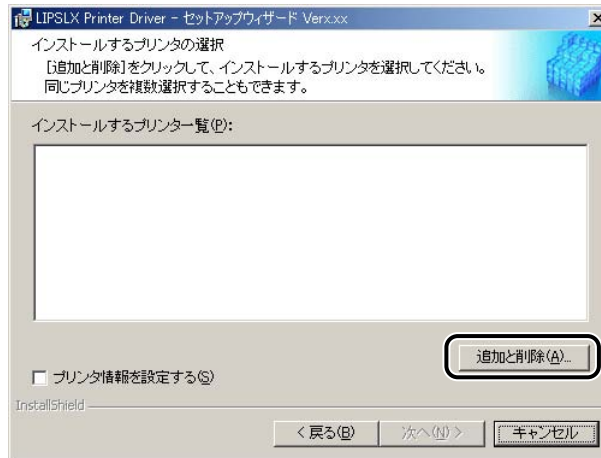 LIPSLX Printer Driver - セットアップウィザード Verx.xx
インストールするプリンタの選択
[追加と削除]をクリックして、インストールするプリンタを選択してください。
同じプリンタを複数選択することもできます。
インストールするプリンター覧(P):
追加と削除(A)...
プリンタ情報を設定する(S)
InstallShield
< 戻る(B)
次へ(N) >
キャンセル